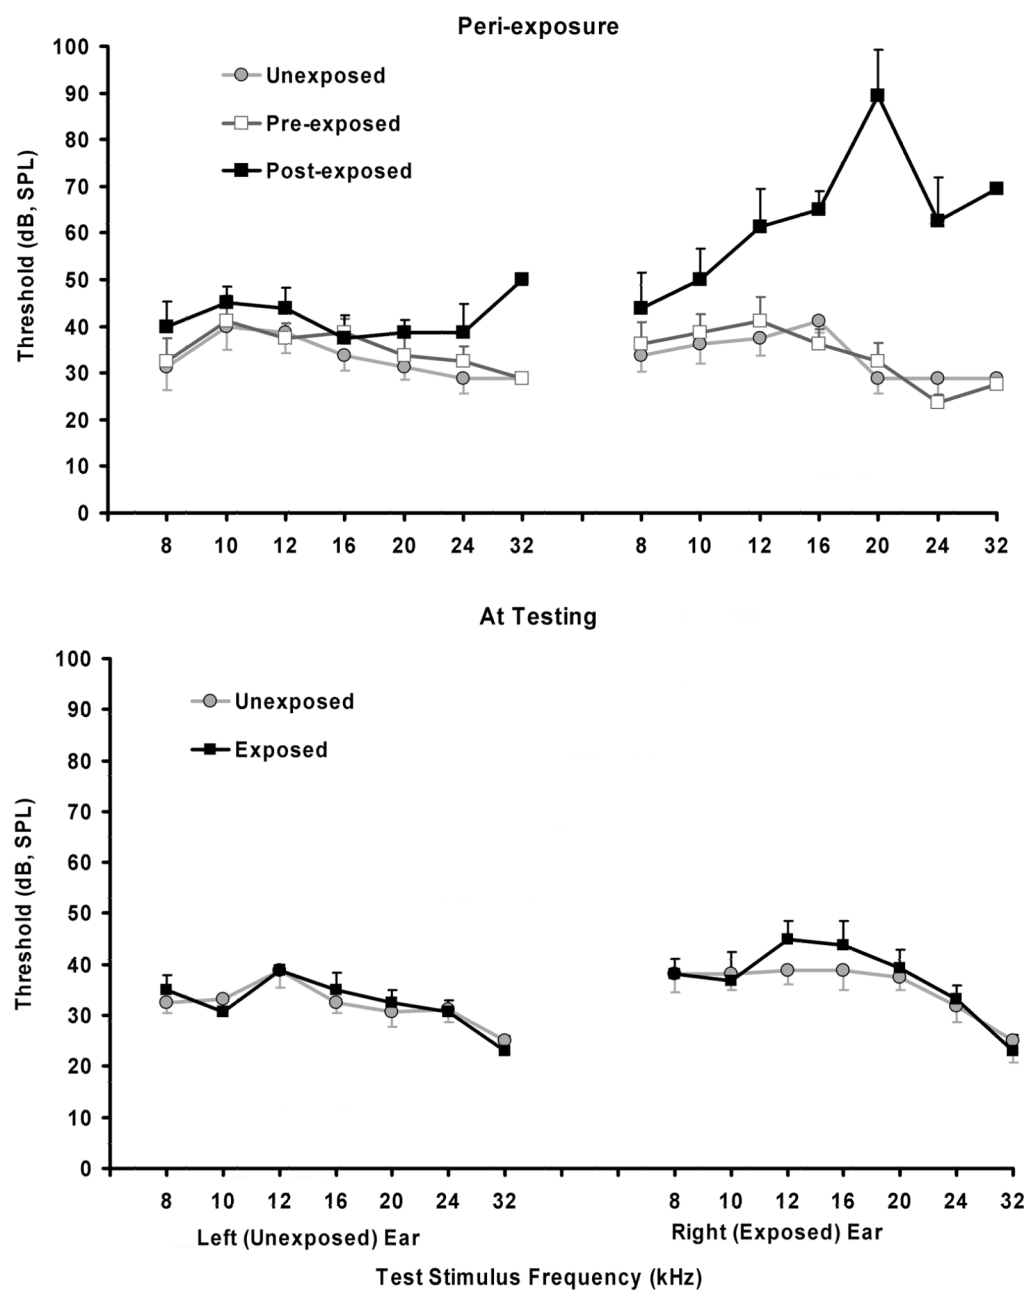 Peri-exposure
Unexposed
Pre-exposed
Post-exposed
Threshold (dB, SPL)
100
90
80
70
60
50
40
30
20
10
0
8 10 12 16 20 24 32 8 10 12 16 20 24 32
At Testing
Unexposed
Exposed
Threshold (dB, SPL)
100
90
80
70
60
50
40
30
20
10
0
8 10 12 16 20 24 32 8 10 12 16 20 24 32
Left (Unexposed) Ear Right (Exposed) Ear
Test Stimulus Frequency (kHz)